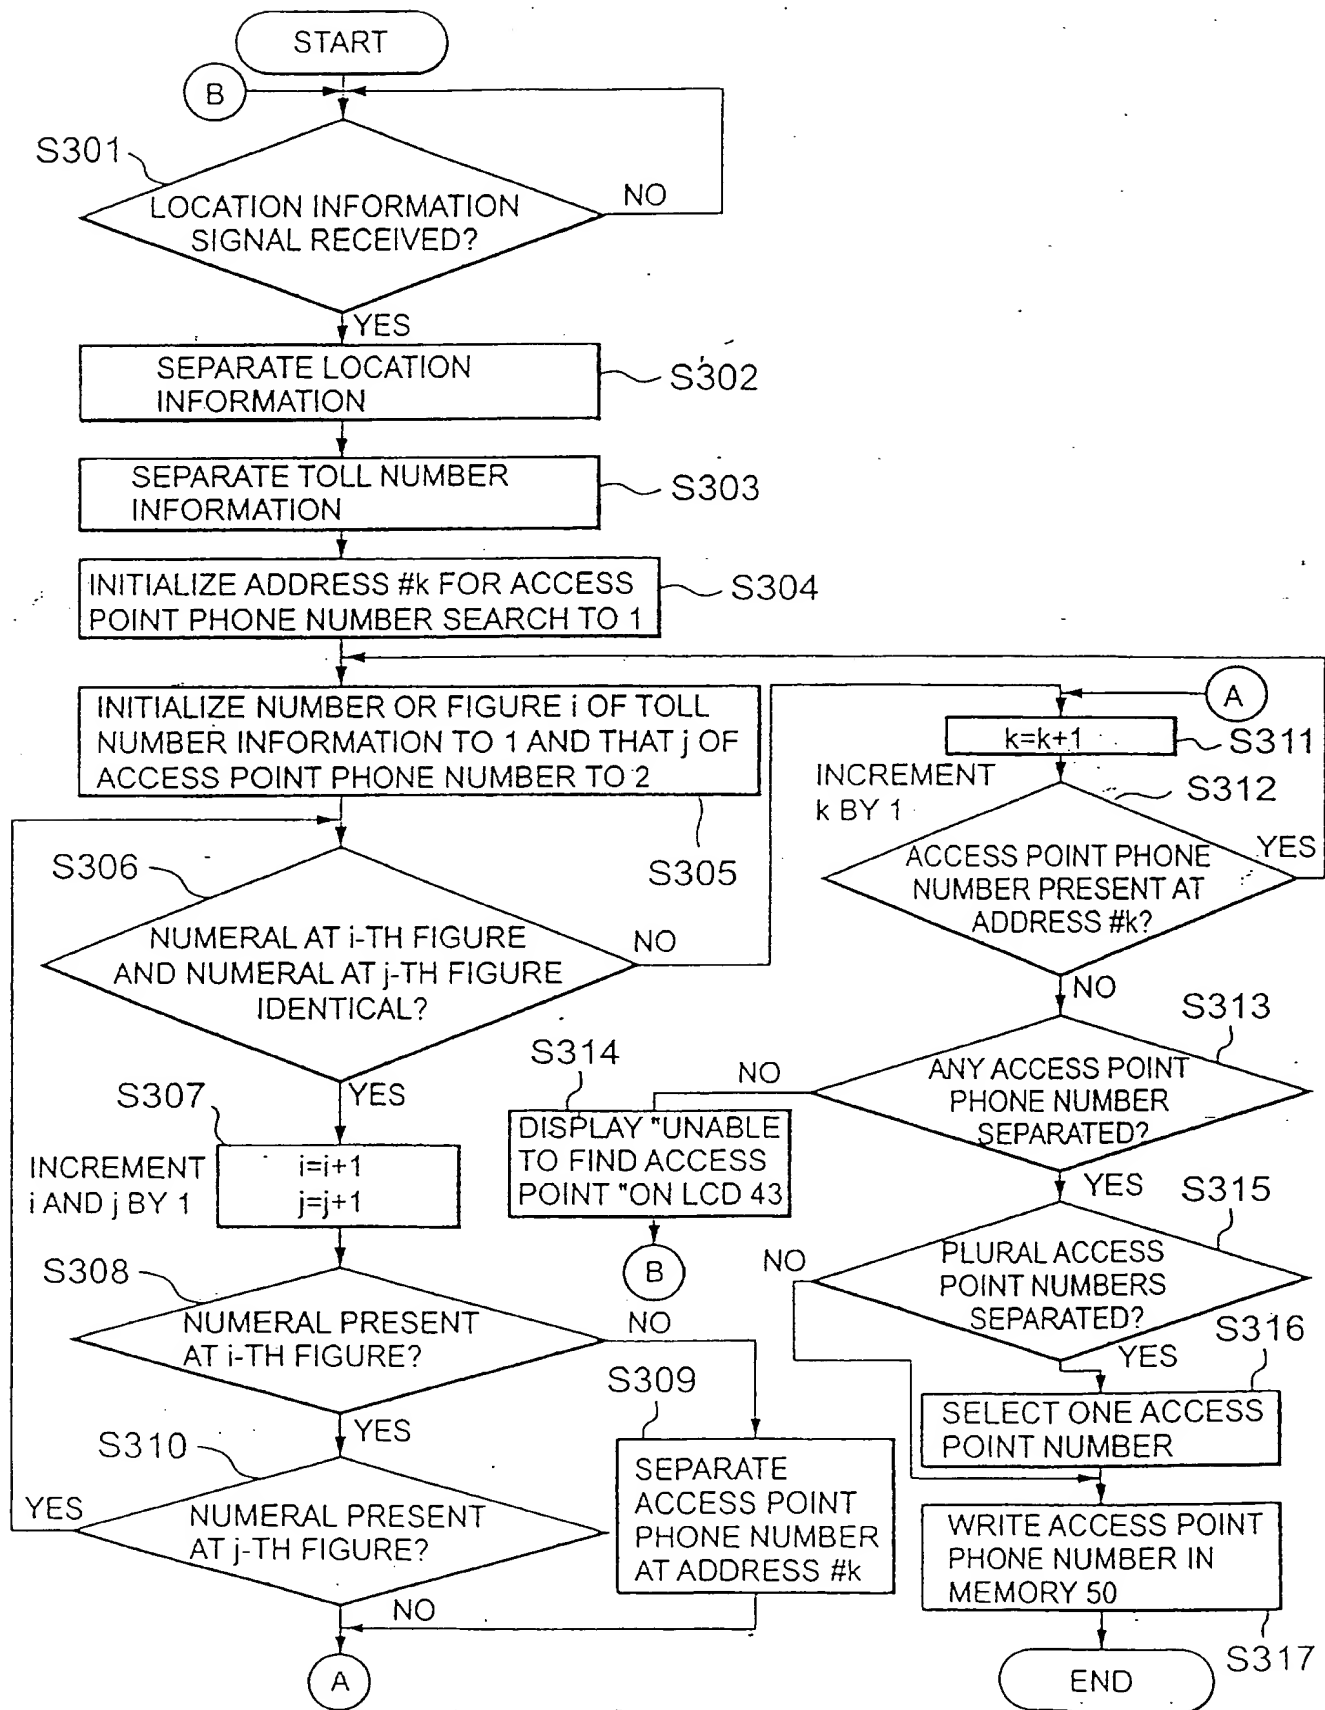 START
B
S301
LOCATION INFORMATION
SIGNAL RECEIVED?
NO
YES
SEPARATE LOCATION
INFORMATION
S302
SEPARATE TOLL NUMBER
INFORMATION
S303
INITIALIZE ADDRESS #k FOR ACCESS
POINT PHONE NUMBER SEARCH TO 1
S304
INITIALIZE NUMBER OR FIGURE i OF TOLL
NUMBER INFORMATION TO 1 AND THAT j OF
ACCESS POINT PHONE NUMBER TO 2
S305
S306
NUMERAL AT i-TH FIGURE
AND NUMERAL AT j-TH FIGURE
IDENTICAL?
NO
YES
S307
INCREMENT
i AND j BY 1
i=i+1
j=j+1
S308
NUMERAL PRESENT
AT i-TH FIGURE?
NO
YES
S309
SEPARATE
ACCESS POINT
PHONE NUMBER
AT ADDRESS #k
S310
NUMERAL PRESENT
AT j-TH FIGURE?
YES
NO
A
A
k=k+1
S311
INCREMENT
k BY 1
S312
ACCESS POINT PHONE
NUMBER PRESENT AT
ADDRESS #k?
YES
NO
S313
ANY ACCESS POINT
PHONE NUMBER
SEPARATED?
NO
YES
S314
DISPLAY "UNABLE
TO FIND ACCESS
POINT "ON LCD 43
B
S315
PLURAL ACCESS
POINT NUMBERS
SEPARATED?
NO
YES
S316
SELECT ONE ACCESS
POINT NUMBER
WRITE ACCESS POINT
PHONE NUMBER IN
MEMORY 50
S317
END